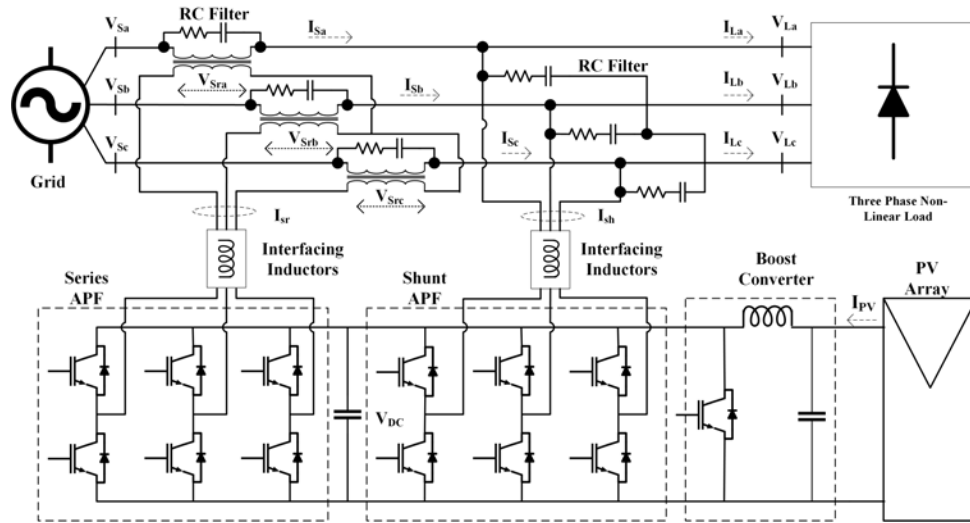 RC Filter
V_Sa
I_Sa
I_La
V_La
V_Sra
RC Filter
V_Sb
I_Sb
I_Lb
V_Lb
V_Srb
V_Sc
I_Sc
I_Lc
V_Lc
Grid
V_Src
Three Phase Non-
Linear Load
I_sr
I_sh
Interfacing
Inductors
Interfacing
Inductors
Boost
Converter
Series
APF
Shunt
APF
PV
Array
I_PV
V_DC